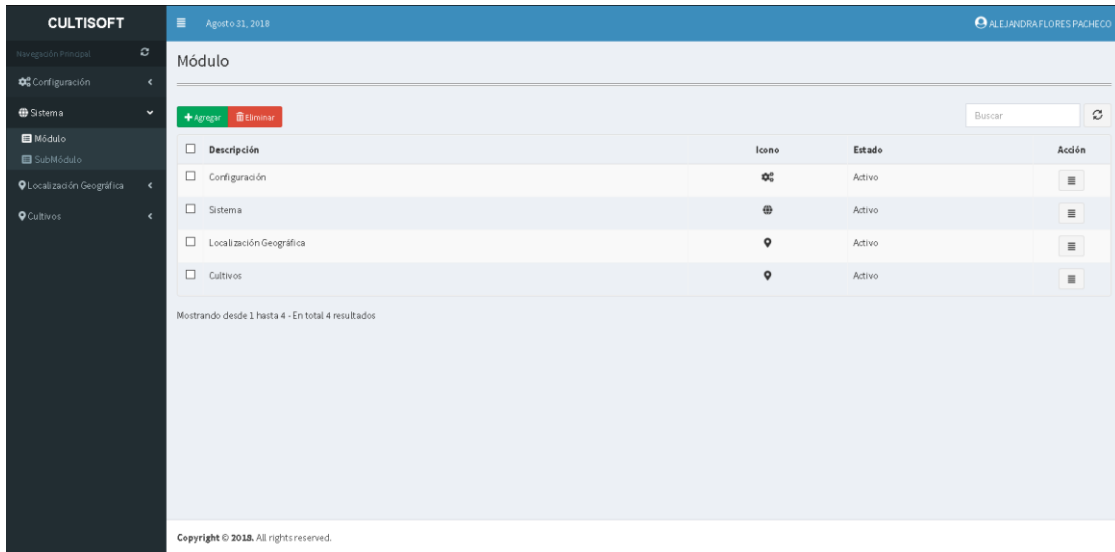 CULTISOFT
Agosto 31, 2018
ALEJANDRA FLORES PACHECO
Navegación Principal
Configuración
Sistema
Módulo
SubMódulo
Localización Geográfica
Cultivos
Módulo
Agregar
Eliminar
Buscar
Descripción Icono Estado Acción
Configuración Activo
Sistema Activo
Localización Geográfica Activo
Cultivos Activo
Mostrando desde 1 hasta 4 - En total 4 resultados
Copyright © 2018. All rights reserved.